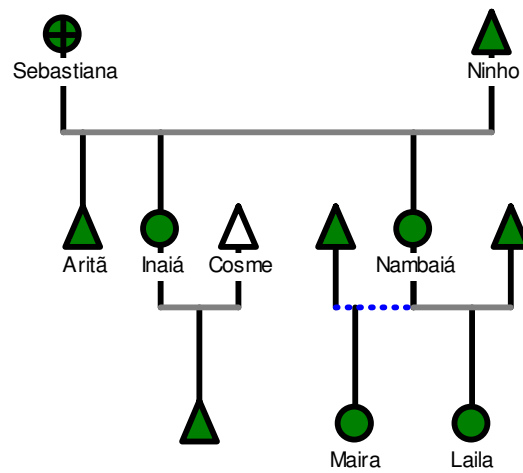 Sebastiana
Ninho
Aritã
Inaiá
Cosme
Nambaiá
Maira
Laila